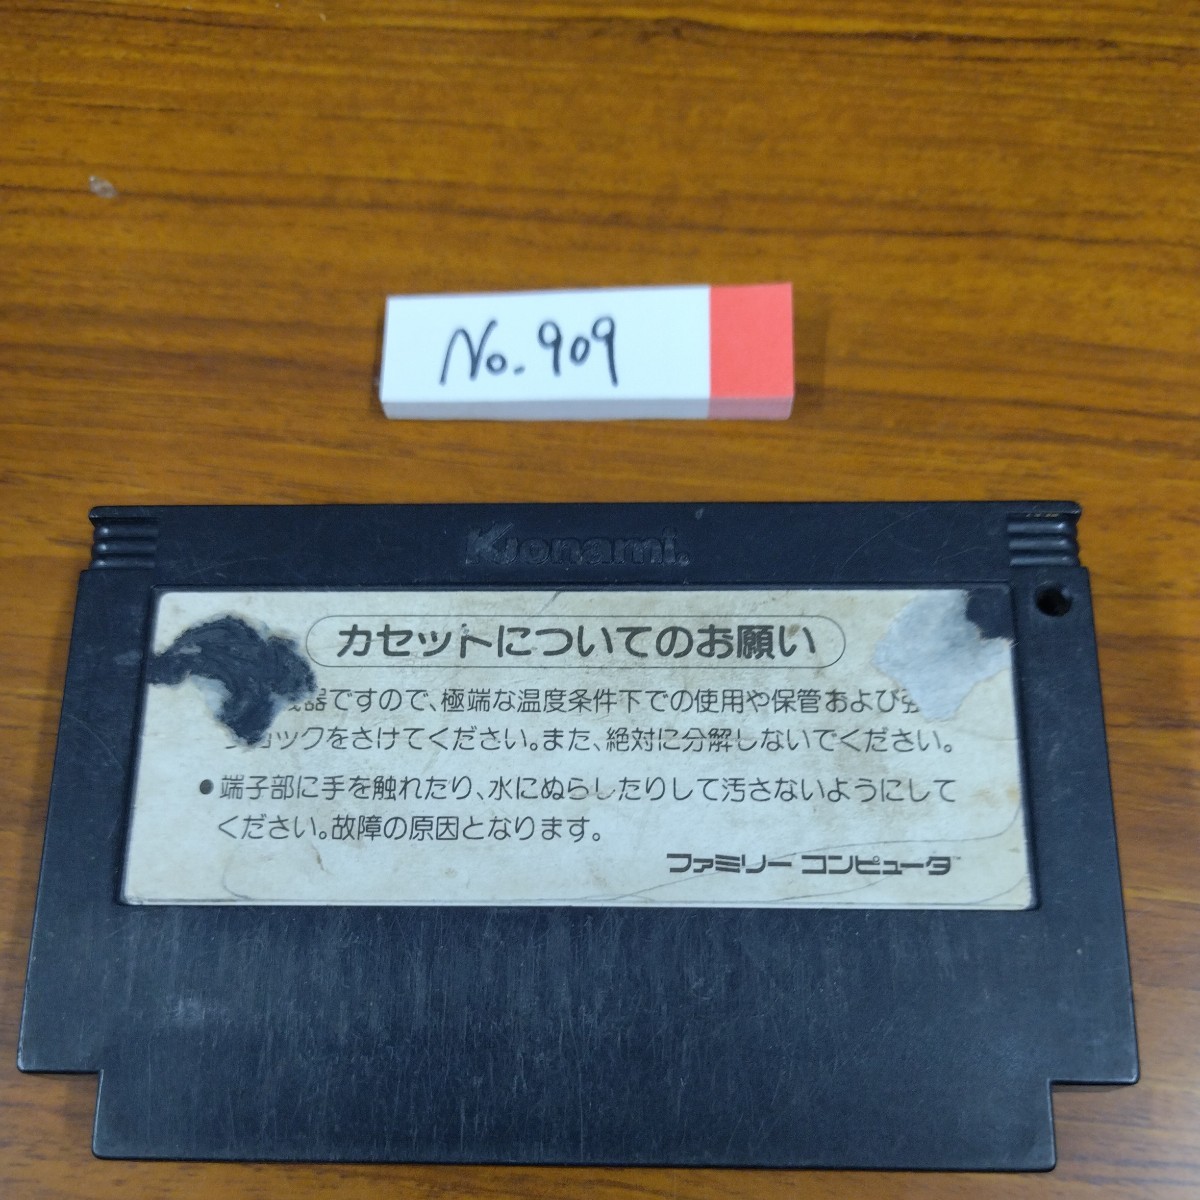 No. 909
Konami.
カセットについてのお願い
機器ですので、極端な温度条件下での使用や保管および強
ショックをさけてください。また、絶対に分解しないでください。
●端子部に手を触れたり、水にぬらしたりして汚さないようにして
ください。故障の原因となります。
ファミリー コンピュータ™